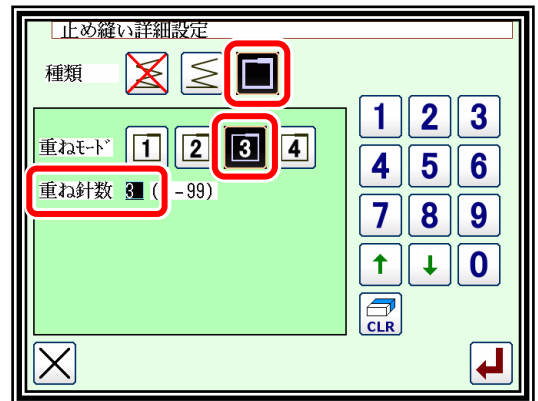 止め縫い詳細設定
種類
重ねモード 1 2 3 4
重ね針数 3 ( -99)
1 2 3
4 5 6
7 8 9
↑ ↓ 0
CLR